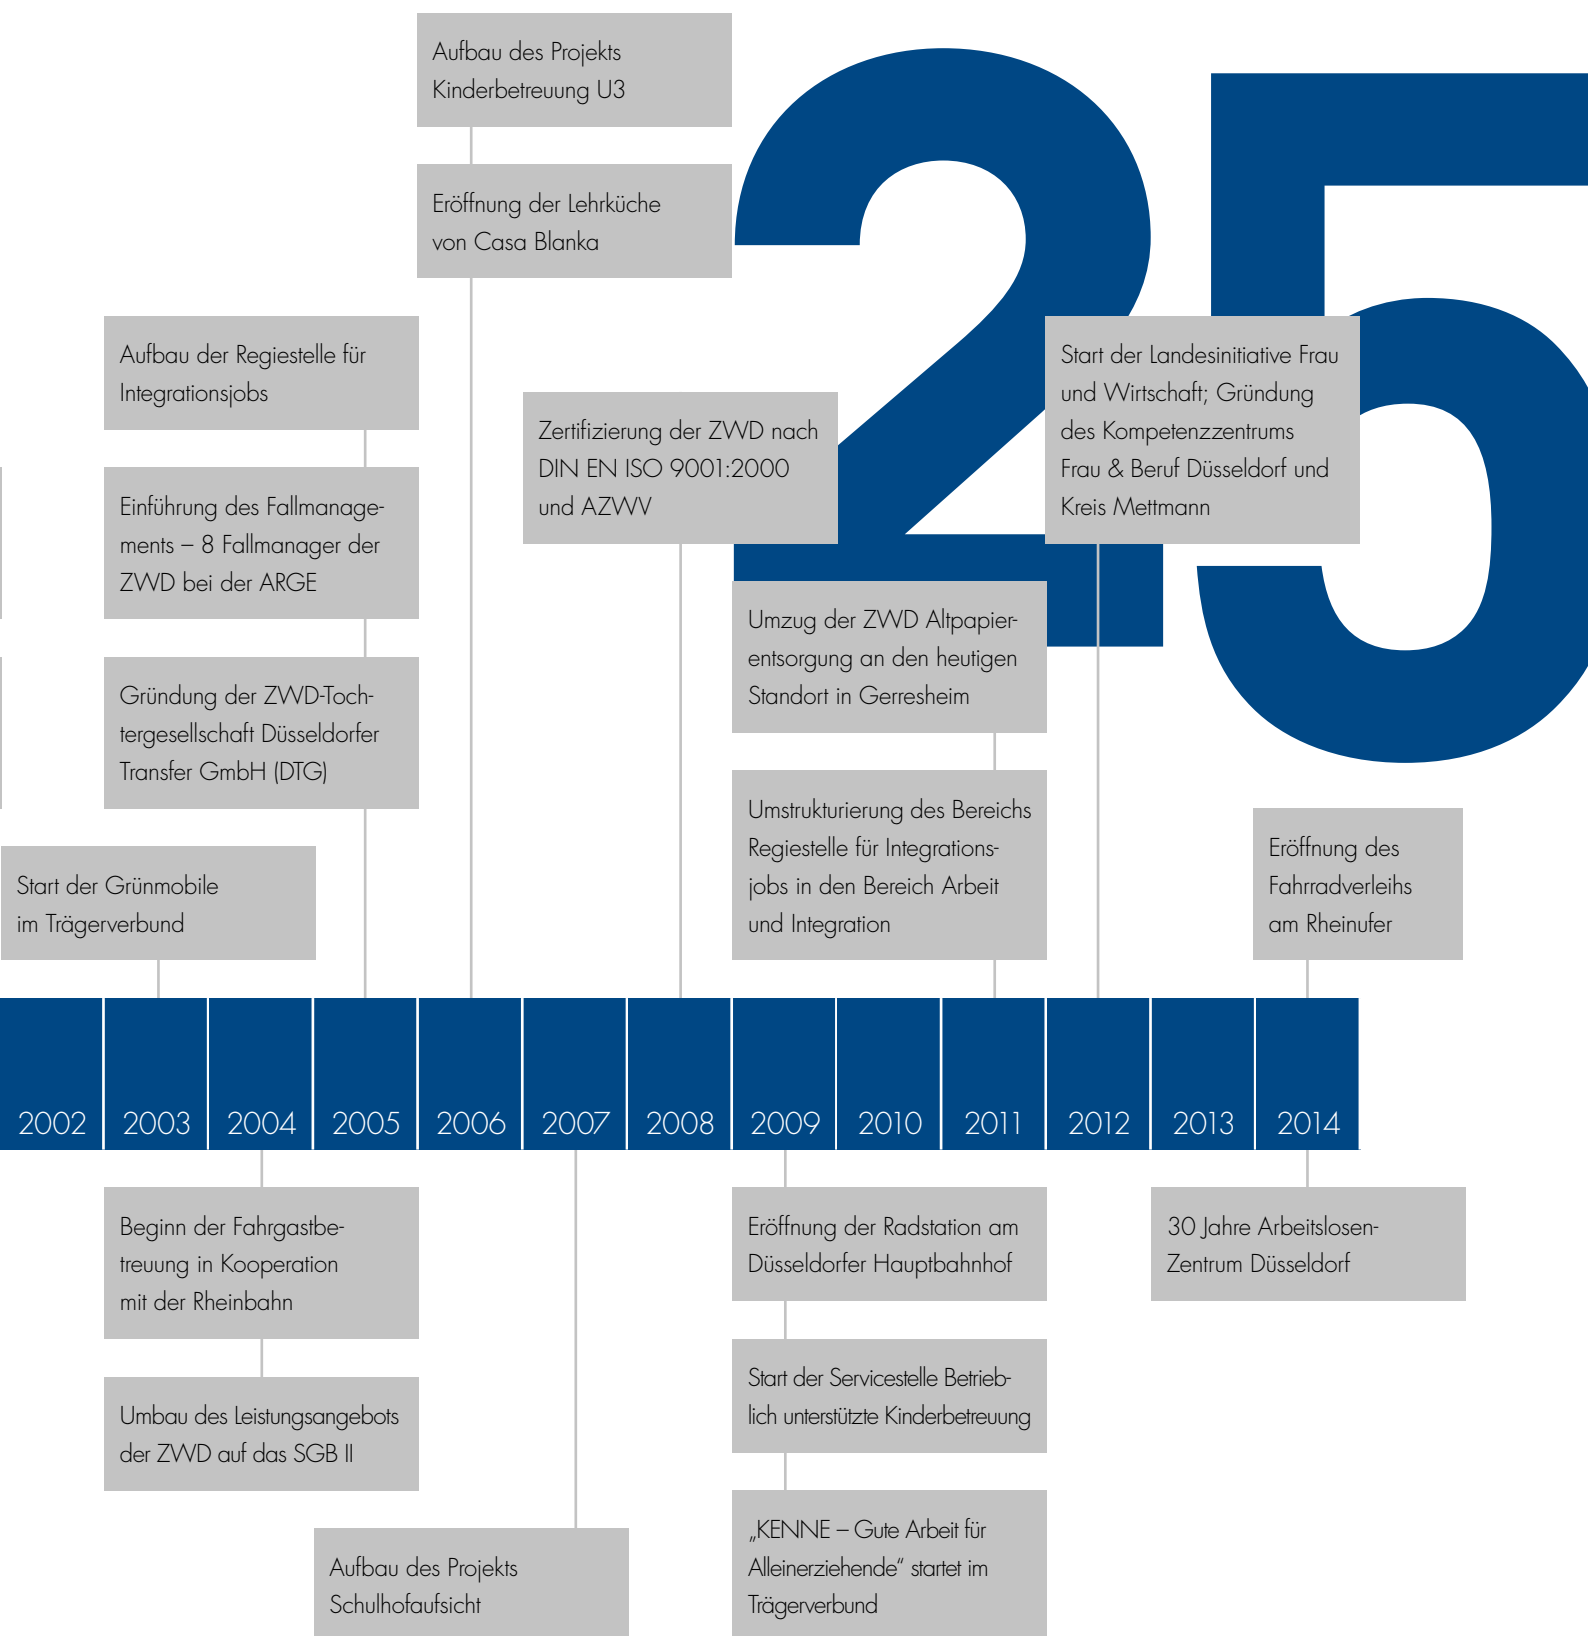 Aufbau des Projekts
Kinderbetreuung U3
Eröffnung der Lehrküche
von Casa Blanka
25
Aufbau der Regiestelle für
Integrationsjobs
Einführung des Fallmanage-
ments – 8 Fallmanager der
ZWD bei der ARGE
Gründung der ZWD-Toch-
tergesellschaft Düsseldorfer
Transfer GmbH (DTG)
Start der Grünmobile
im Trägerverbund
Zertifizierung der ZWD nach
DIN EN ISO 9001:2000
und AZWV
Umzug der ZWD Altpapier-
entsorgung an den heutigen
Standort in Gerresheim
Umstrukturierung des Bereichs
Regiestelle für Integrations-
jobs in den Bereich Arbeit
und Integration
Start der Landesinitiative Frau
und Wirtschaft; Gründung
des Kompetenzzentrums
Frau & Beruf Düsseldorf und
Kreis Mettmann
Eröffnung des
Fahrradverleihs
am Rheinufer
2002 2003 2004 2005 2006 2007 2008 2009 2010 2011 2012 2013 2014
Beginn der Fahrgastbe-
treuung in Kooperation
mit der Rheinbahn
Umbau des Leistungsangebots
der ZWD auf das SGB II
Aufbau des Projekts
Schulhofaufsicht
Eröffnung der Radstation am
Düsseldorfer Hauptbahnhof
Start der Servicestelle Betrieb-
lich unterstützte Kinderbetreuung
„KENNE – Gute Arbeit für
Alleinerziehende“ startet im
Trägerverbund
30 Jahre Arbeitslosen-
Zentrum Düsseldorf